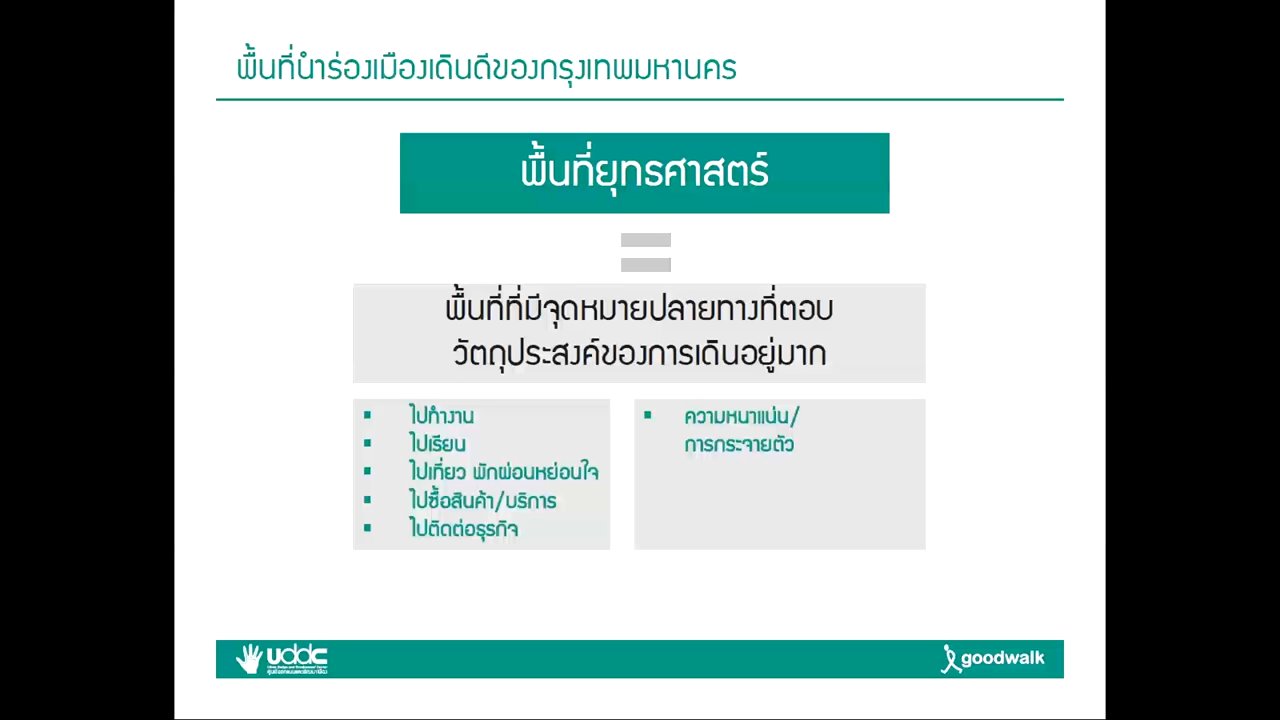 พื้นที่นำร่องเมืองเดินดีของกรุงเทพมหานคร
พื้นที่ยุทธศาสตร์
พื้นที่ที่มีจุดหมายปลายทางที่ตอบ
วัตถุประสงค์ของการเดินอยู่มาก
▪ ไปทำงาน
▪ ไปเรียน
▪ ไปเที่ยว พักผ่อนหย่อนใจ
▪ ไปซื้อสินค้า/บริการ
▪ ไปติดต่อธุรกิจ
▪ ความหนาแน่น/
การกระจายตัว
uddc
goodwalk